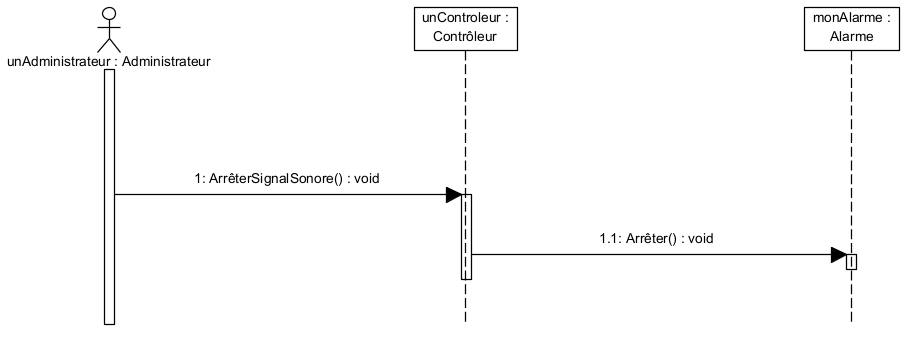 unControleur :
Contrôleur
monAlarme :
Alarme
unAdministrateur : Administrateur
1: ArrêterSignalSonore() : void
1.1: Arrêter() : void